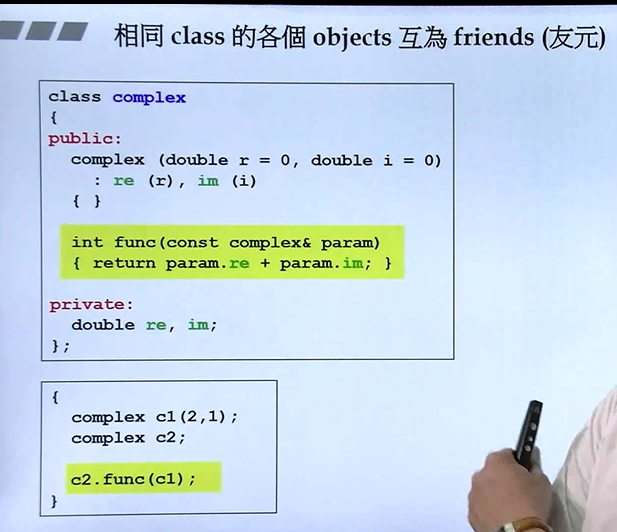 相同 class 的各個 objects 互為 friends (友元)
class complex
{
public:
  complex (double r = 0, double i = 0)
    : re (r), im (i)
  { }
  int func(const complex& param)
  { return param.re + param.im; }
private:
  double re, im;
};
{
  complex c1(2,1);
  complex c2;
  c2.func(c1);
}